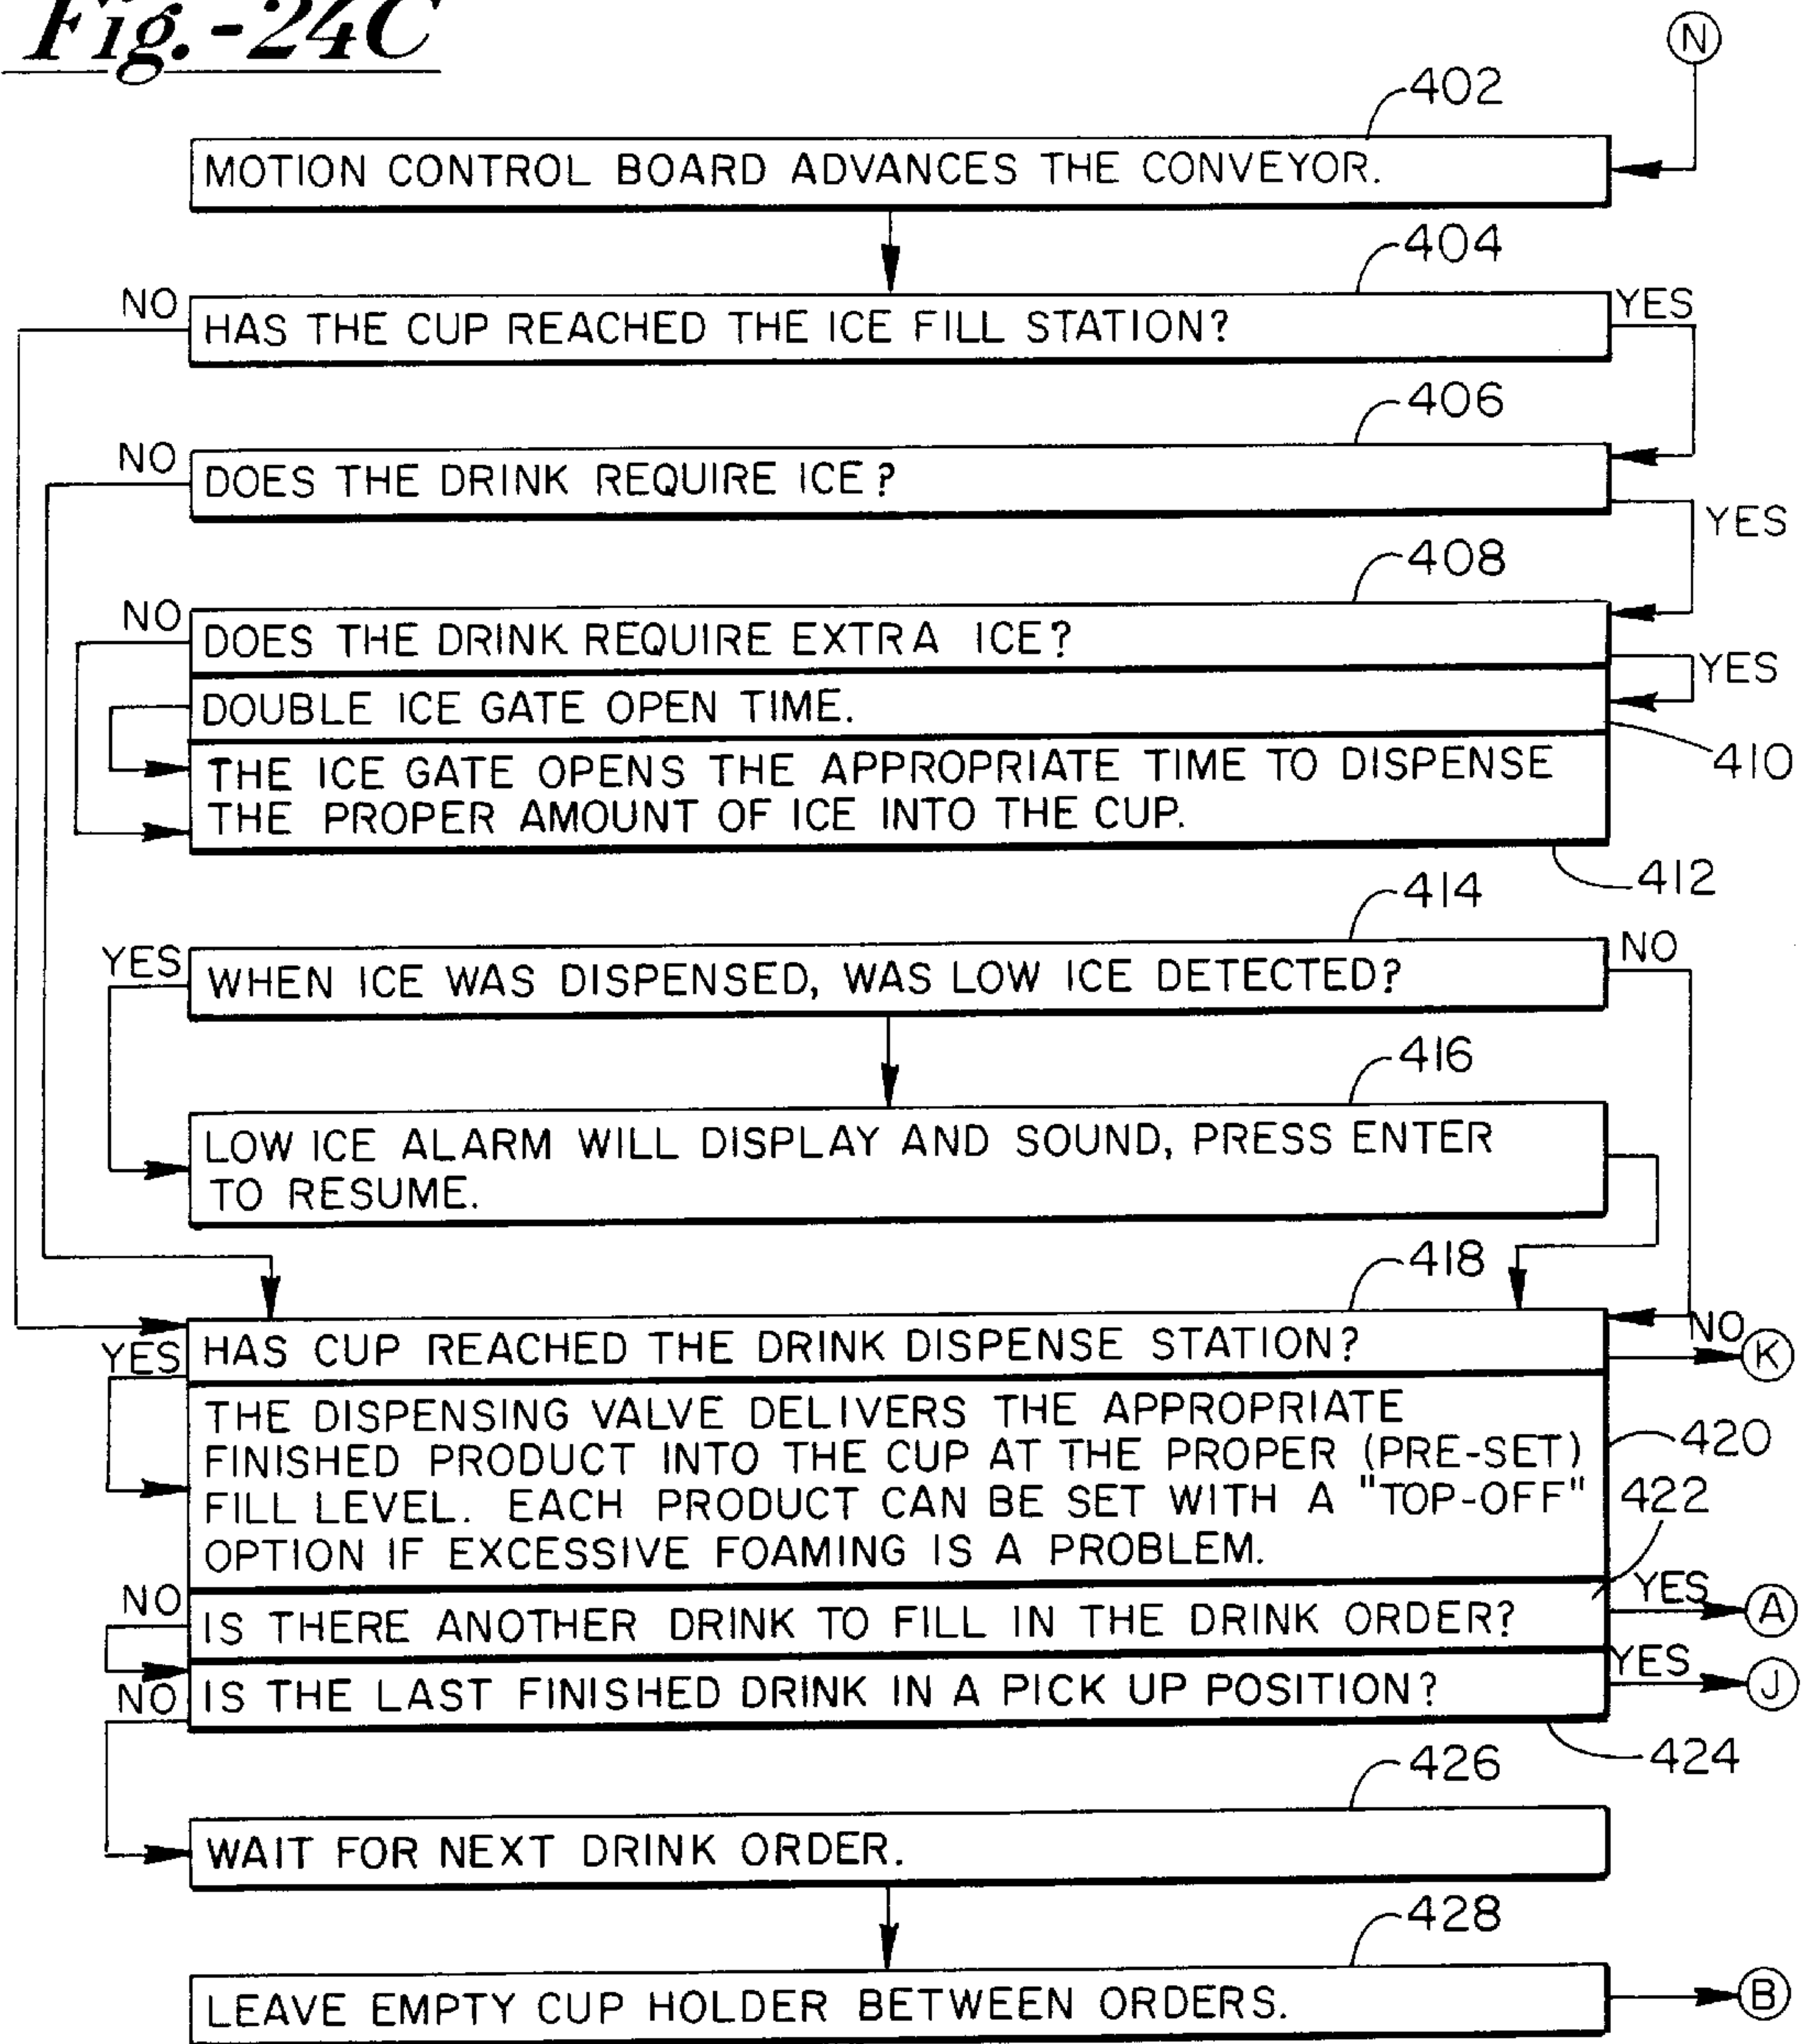 Fig.-24C
N
402
MOTION CONTROL BOARD ADVANCES THE CONVEYOR.
404
NO
YES
HAS THE CUP REACHED THE ICE FILL STATION?
406
NO
DOES THE DRINK REQUIRE ICE?
YES
408
NO
DOES THE DRINK REQUIRE EXTRA ICE?
YES
DOUBLE ICE GATE OPEN TIME.
410
THE ICE GATE OPENS THE APPROPRIATE TIME TO DISPENSE
THE PROPER AMOUNT OF ICE INTO THE CUP.
412
414
YES
NO
WHEN ICE WAS DISPENSED, WAS LOW ICE DETECTED?
416
LOW ICE ALARM WILL DISPLAY AND SOUND, PRESS ENTER
TO RESUME.
418
NO
K
YES
HAS CUP REACHED THE DRINK DISPENSE STATION?
THE DISPENSING VALVE DELIVERS THE APPROPRIATE
FINISHED PRODUCT INTO THE CUP AT THE PROPER (PRE-SET)
FILL LEVEL. EACH PRODUCT CAN BE SET WITH A "TOP-OFF"
OPTION IF EXCESSIVE FOAMING IS A PROBLEM.
420
422
NO
YES
A
IS THERE ANOTHER DRINK TO FILL IN THE DRINK ORDER?
YES
J
NO
IS THE LAST FINISHED DRINK IN A PICK UP POSITION?
424
426
WAIT FOR NEXT DRINK ORDER.
428
LEAVE EMPTY CUP HOLDER BETWEEN ORDERS.
B